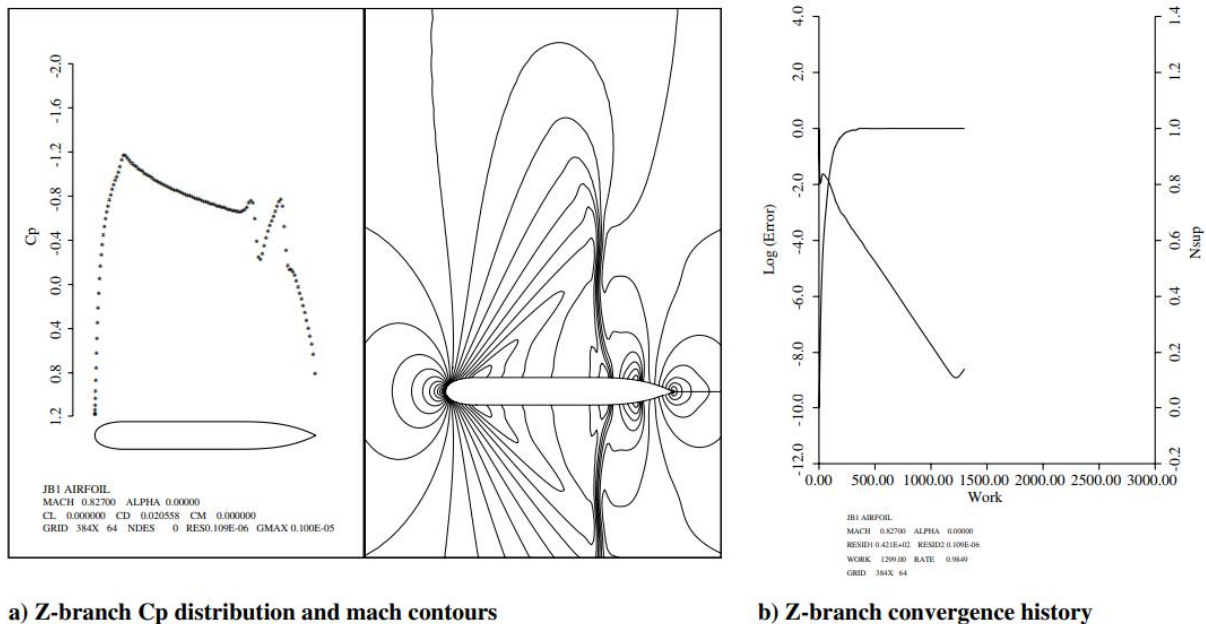 -2.0
-1.6
-1.2
-0.8
-0.4
0.0
0.4
0.8
1.2
Cp
JB1 AIRFOIL
MACH 0.82700 ALPHA 0.00000
CL 0.000000 CD 0.020558 CM 0.000000
GRID 384X 64 NDES 0 RES0.109E-06 GMAX 0.100E-05
4.0
2.0
0.0
-2.0
-4.0
-6.0
-8.0
-10.0
-12.0
Log (Error)
1.4
1.2
1.0
0.8
0.6
0.4
0.2
0.0
-0.2
Nsup
0.00 500.00 1000.00 1500.00 2000.00 2500.00 3000.00
Work
JB1 AIRFOIL
MACH 0.82700 ALPHA 0.00000
RESID1 0.421E+02 RESID2 0.109E-06
WORK 1299.00 RATE 0.9849
GRID 384X 64
a) Z-branch Cp distribution and mach contours
b) Z-branch convergence history